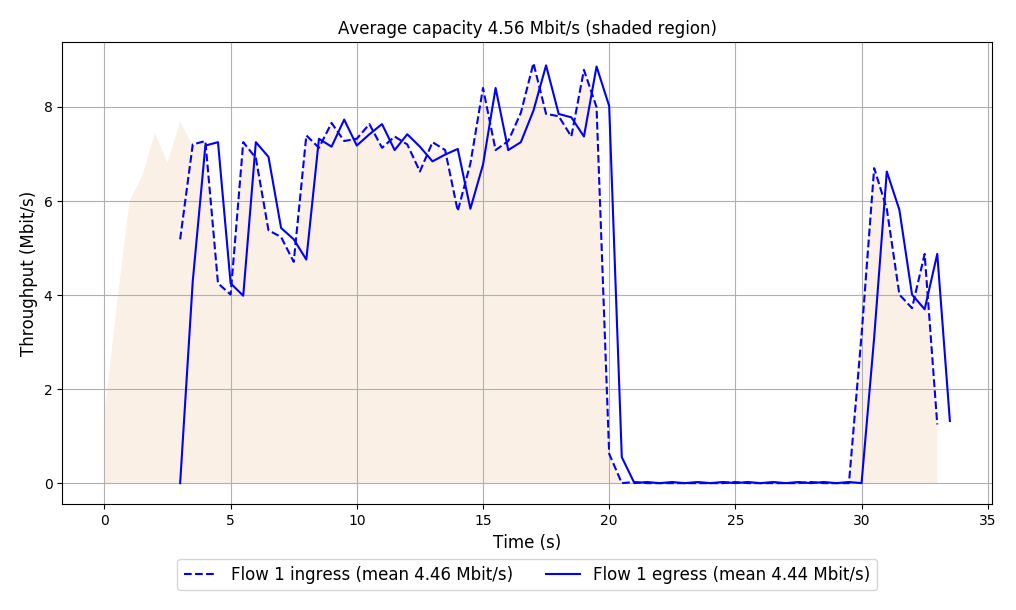 Average capacity 4.56 Mbit/s (shaded region)
Throughput (Mbit/s)
8
6
4
2
0
0 5 10 15 20 25 30 35
Time (s)
Flow 1 ingress (mean 4.46 Mbit/s) Flow 1 egress (mean 4.44 Mbit/s)